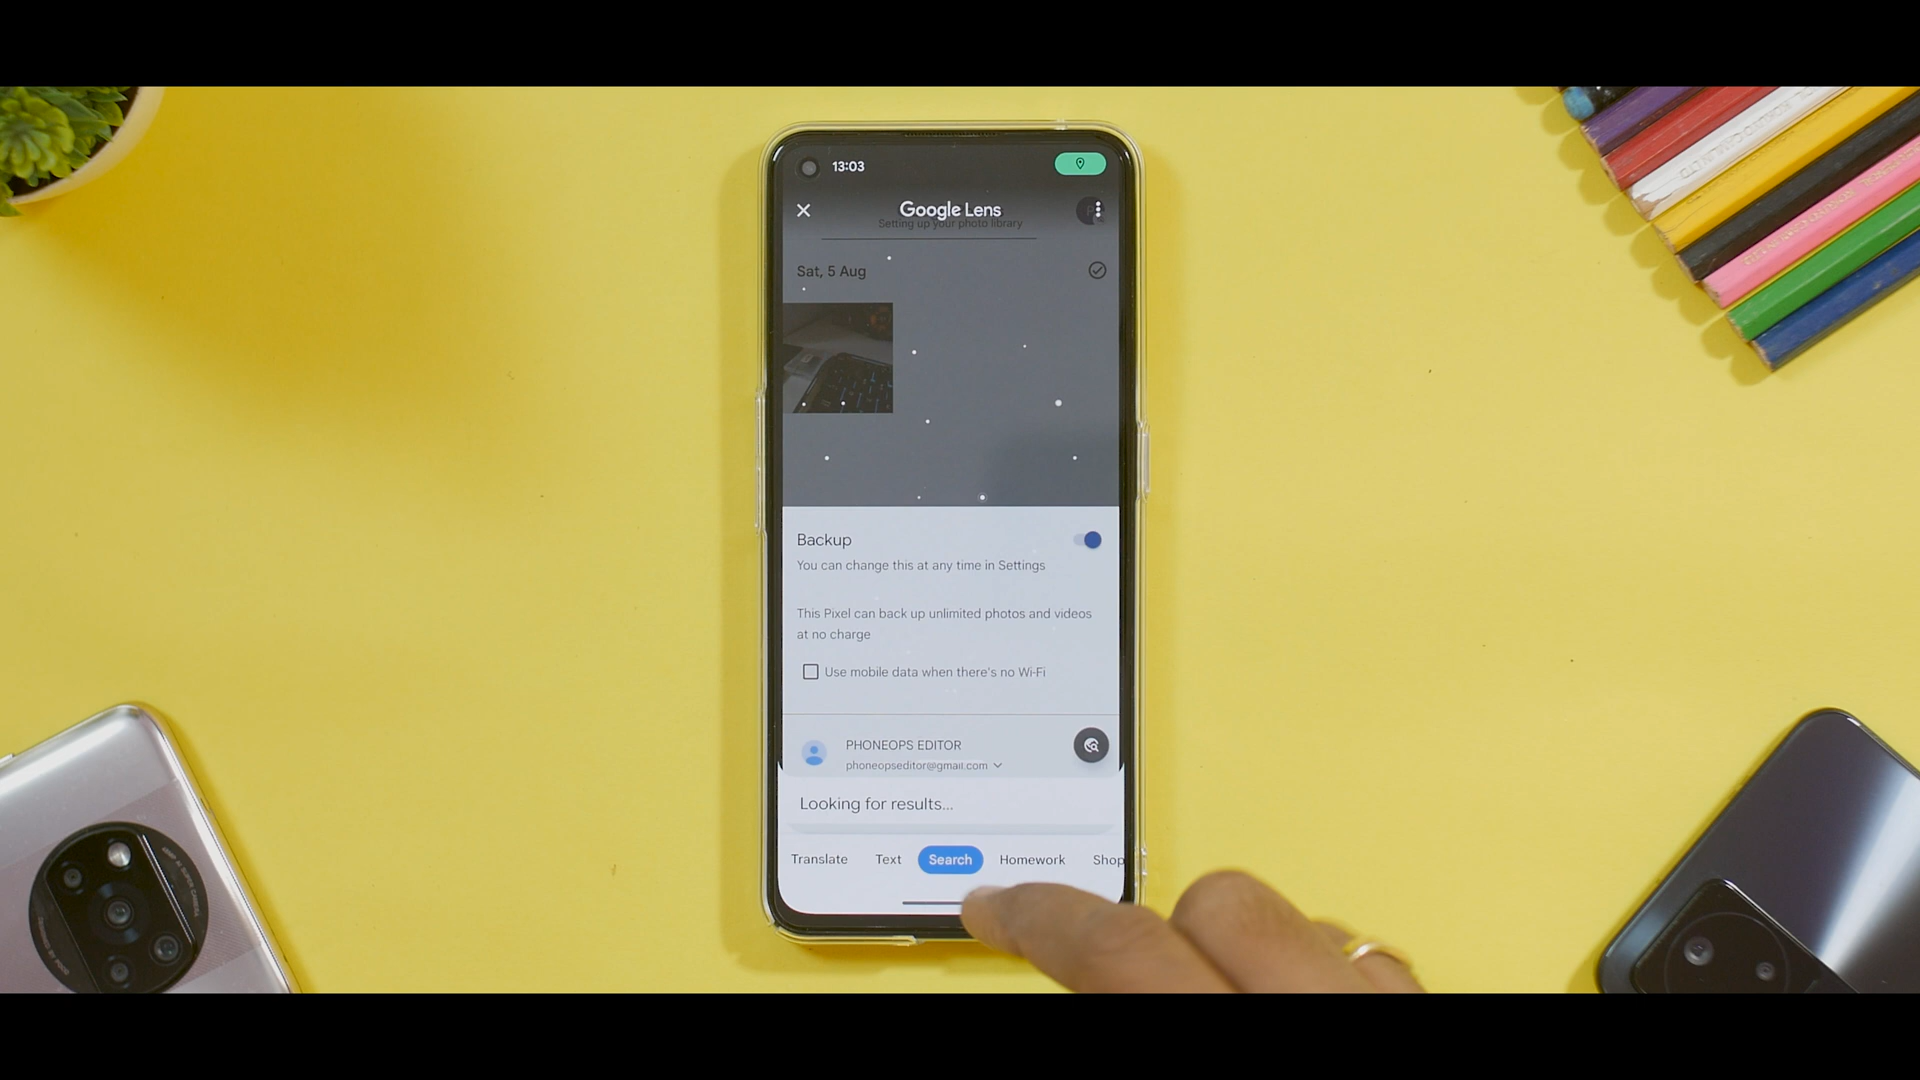 13:03
Google Lens
Setting up your photo library
Sat, 5 Aug
Backup
You can change this at any time in Settings
This Pixel can back up unlimited photos and videos
at no charge
Use mobile data when there's no Wi-Fi
PHONEOPS EDITOR
phoneopseditor@gmail.com
Looking for results...
Translate Text Search Homework Shop